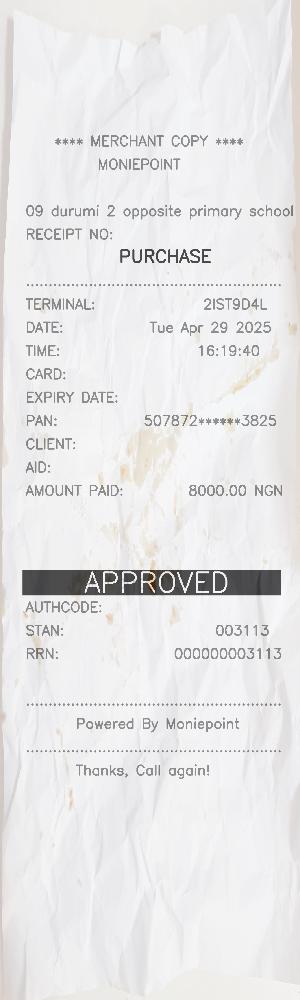 **** MERCHANT COPY ****
MONIEPOINT
09 durumi 2 opposite primary school
RECEIPT NO:
PURCHASE
TERMINAL: 2IST9D4L
DATE: Tue Apr 29 2025
TIME: 16:19:40
CARD:
EXPIRY DATE:
PAN: 507872******3825
CLIENT:
AID:
AMOUNT PAID: 8000.00 NGN
APPROVED
AUTHCODE:
STAN: 003113
RRN: 000000003113
Powered By Moniepoint
Thanks, Call again!